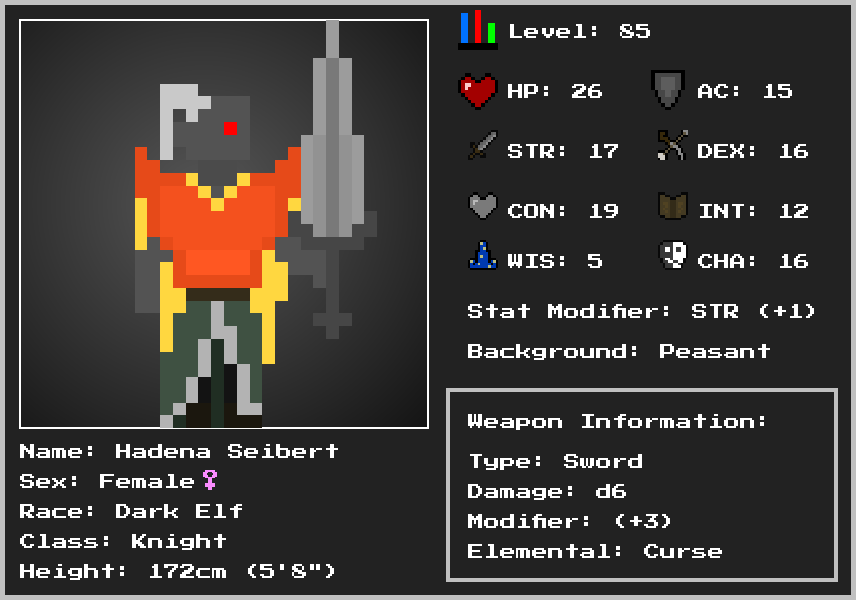 Level: 85
HP: 26
AC: 15
STR: 17
DEX: 16
CON: 19
INT: 12
WIS: 5
CHA: 16
Stat Modifier: STR (+1)
Background: Peasant
Weapon Information:
Type: Sword
Damage: d6
Modifier: (+3)
Elemental: Curse
Name: Hadena Seibert
Sex: Female♀
Race: Dark Elf
Class: Knight
Height: 172cm (5'8")